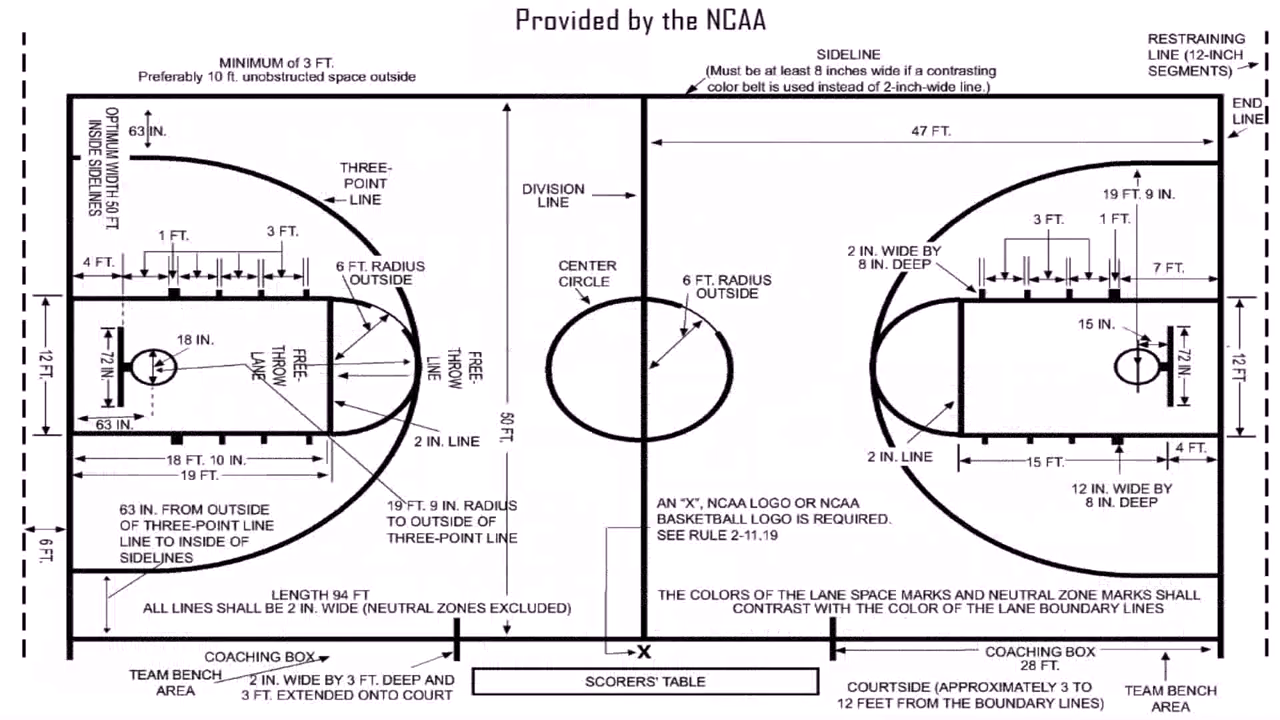 Provided by the NCAA
MINIMUM of 3 FT.
Preferably 10 ft. unobstructed space outside
SIDELINE
(Must be at least 8 inches wide if a contrasting
color belt is used instead of 2-inch-wide line.)
RESTRAINING
LINE (12-INCH
SEGMENTS)
END
LINE
OPTIMUM WIDTH 50 FT.
INSIDE SIDELINES
63 IN.
47 FT.
THREE-
POINT
LINE
DIVISION
LINE
19 FT. 9 IN.
1 FT.
3 FT.
3 FT.
1 FT.
4 FT.
6 FT. RADIUS
OUTSIDE
CENTER
CIRCLE
6 FT. RADIUS
OUTSIDE
2 IN. WIDE BY
8 IN. DEEP
7 FT.
12 FT.
72 IN.
18 IN.
FREE-
THROW
LANE
FREE-
THROW
LINE
15 IN.
72 IN.
12 FT
63 IN.
50 FT.
2 IN. LINE
2 IN. LINE
18 FT. 10 IN.
19 FT.
15 FT.
4 FT.
12 IN. WIDE BY
8 IN. DEEP
63 IN. FROM OUTSIDE
OF THREE-POINT LINE
LINE TO INSIDE OF
SIDELINES
19 FT. 9 IN. RADIUS
TO OUTSIDE OF
THREE-POINT LINE
AN "X", NCAA LOGO OR NCAA
BASKETBALL LOGO IS REQUIRED.
SEE RULE 2-11.19
6 FT.
LENGTH 94 FT
ALL LINES SHALL BE 2 IN. WIDE (NEUTRAL ZONES EXCLUDED)
THE COLORS OF THE LANE SPACE MARKS AND NEUTRAL ZONE MARKS SHALL
CONTRAST WITH THE COLOR OF THE LANE BOUNDARY LINES
COACHING BOX
TEAM BENCH
AREA
2 IN. WIDE BY 3 FT. DEEP AND
3 FT. EXTENDED ONTO COURT
X
SCORERS' TABLE
COACHING BOX
28 FT.
COURTSIDE (APPROXIMATELY 3 TO
12 FEET FROM THE BOUNDARY LINES)
TEAM BENCH
AREA